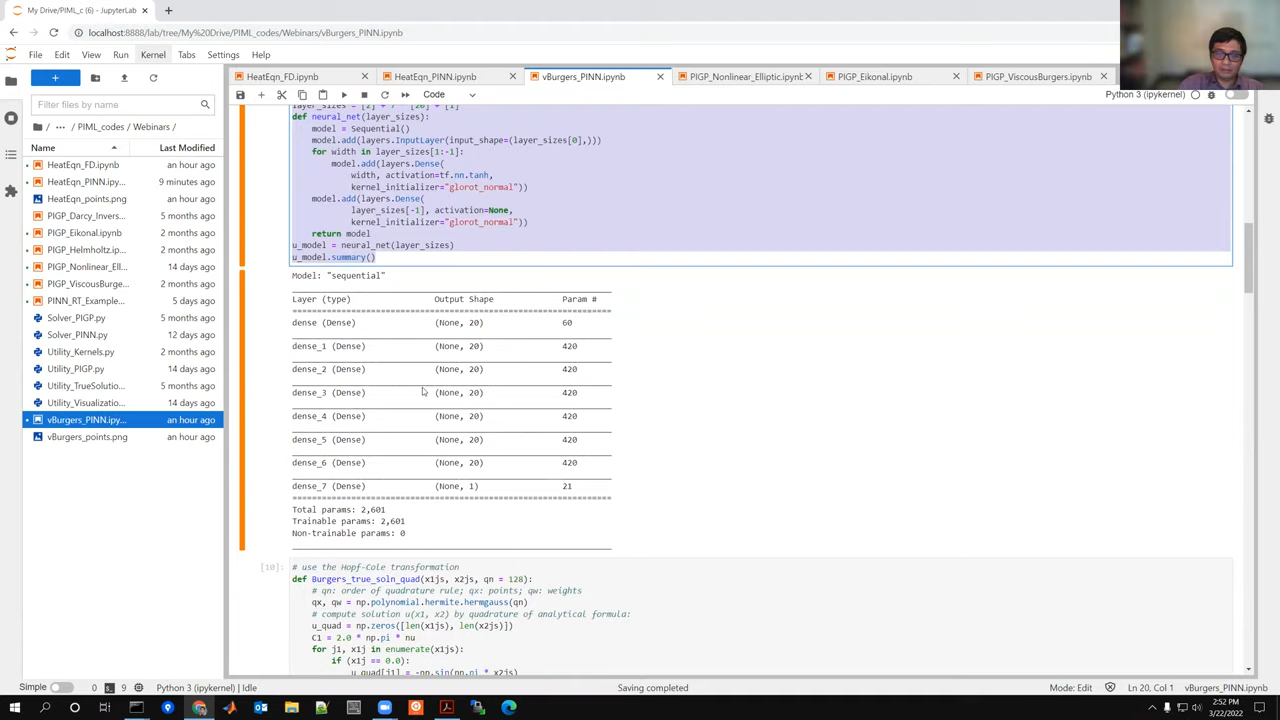 My Drive/PIML_c (6) - JupyterLab
localhost:8888/lab/tree/My%20Drive/PIML_codes/Webinars/vBurgers_PINN.ipynb
File Edit View Run Kernel Tabs Settings Help
HeatEqn_FD.ipynb HeatEqn_PINN.ipynb vBurgers_PINN.ipynb PIGP_Nonlinear_Elliptic.ipynb PIGP_Eikonal.ipynb PIGP_ViscousBurgers.ipynb
Code Python 3 (ipykernel)
Filter files by name
/ ... / PIML_codes / Webinars /
Name Last Modified
HeatEqn_FD.ipynb an hour ago
HeatEqn_PINN.ipy... 9 minutes ago
HeatEqn_points.png an hour ago
PIGP_Darcy_Invers... 5 months ago
PIGP_Eikonal.ipynb 2 months ago
PIGP_Helmholtz.ip... 2 months ago
PIGP_Nonlinear_Ell... 14 days ago
PIGP_ViscousBurge... 2 months ago
PINN_RT_Example... 5 days ago
Solver_PIGP.py 5 months ago
Solver_PINN.py 12 days ago
Utility_Kernels.py 2 months ago
Utility_PIGP.py 14 days ago
Utility_TrueSolutio... 5 months ago
Utility_Visualizatio... 2 months ago
vBurgers_PINN.ipy... an hour ago
vBurgers_points.png an hour ago
layer_sizes = [2] + 7 * [20] + [1]
def neural_net(layer_sizes):
model = Sequential()
model.add(layers.InputLayer(input_shape=(layer_sizes[0],)))
for width in layer_sizes[1:-1]:
model.add(layers.Dense(
width, activation=tf.nn.tanh,
kernel_initializer="glorot_normal"))
model.add(layers.Dense(
layer_sizes[-1], activation=None,
kernel_initializer="glorot_normal"))
return model
u_model = neural_net(layer_sizes)
u_model.summary()
Model: "sequential"
Layer (type) Output Shape Param #
dense (Dense) (None, 20) 60
dense_1 (Dense) (None, 20) 420
dense_2 (Dense) (None, 20) 420
dense_3 (Dense) (None, 20) 420
dense_4 (Dense) (None, 20) 420
dense_5 (Dense) (None, 20) 420
dense_6 (Dense) (None, 20) 420
dense_7 (Dense) (None, 1) 21
Total params: 2,601
Trainable params: 2,601
Non-trainable params: 0
[10]: # use the Hopf-Cole transformation
def Burgers_true_soln_quad(x1js, x2js, qn = 128):
# qn: order of quadrature rule; qx: points; qw: weights
qx, qw = np.polynomial.hermite.hermgauss(qn)
# compute solution u(x1, x2) by quadrature of analytical formula:
u_quad = np.zeros([len(x1js), len(x2js)])
C1 = 2.0 * np.pi * nu
for j1, x1j in enumerate(x1js):
if (x1j == 0.0):
u_quad[j1] = -np.sin(np.pi * x2js)
Simple 0 9 Python 3 (ipykernel) | Idle Saving completed Mode: Edit Ln 20, Col 1 vBurgers_PINN.ipynb
2:52 PM
3/22/2022